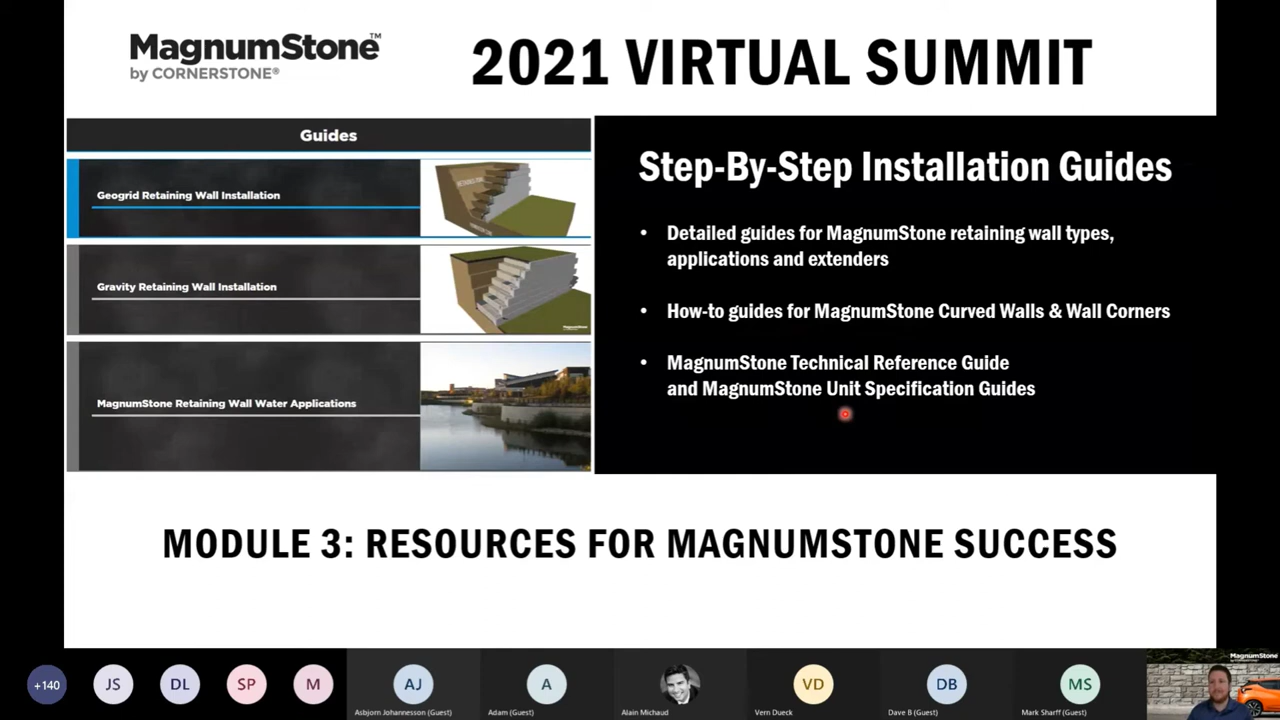 MagnumStone™
by CORNERSTONE®
2021 VIRTUAL SUMMIT
Guides
Geogrid Retaining Wall Installation
Gravity Retaining Wall Installation
MagnumStone Retaining Wall Water Applications
Step-By-Step Installation Guides
• Detailed guides for MagnumStone retaining wall types,
applications and extenders
• How-to guides for MagnumStone Curved Walls & Wall Corners
• MagnumStone Technical Reference Guide
and MagnumStone Unit Specification Guides
MODULE 3: RESOURCES FOR MAGNUMSTONE SUCCESS
+140
JS
DL
SP
M
AJ
Asbjorn Johannesson (Guest)
A
Adam (Guest)
Alain Michaud
VD
Vern Dueck
DB
Dave B (Guest)
MS
Mark Sharff (Guest)
MagnumStone